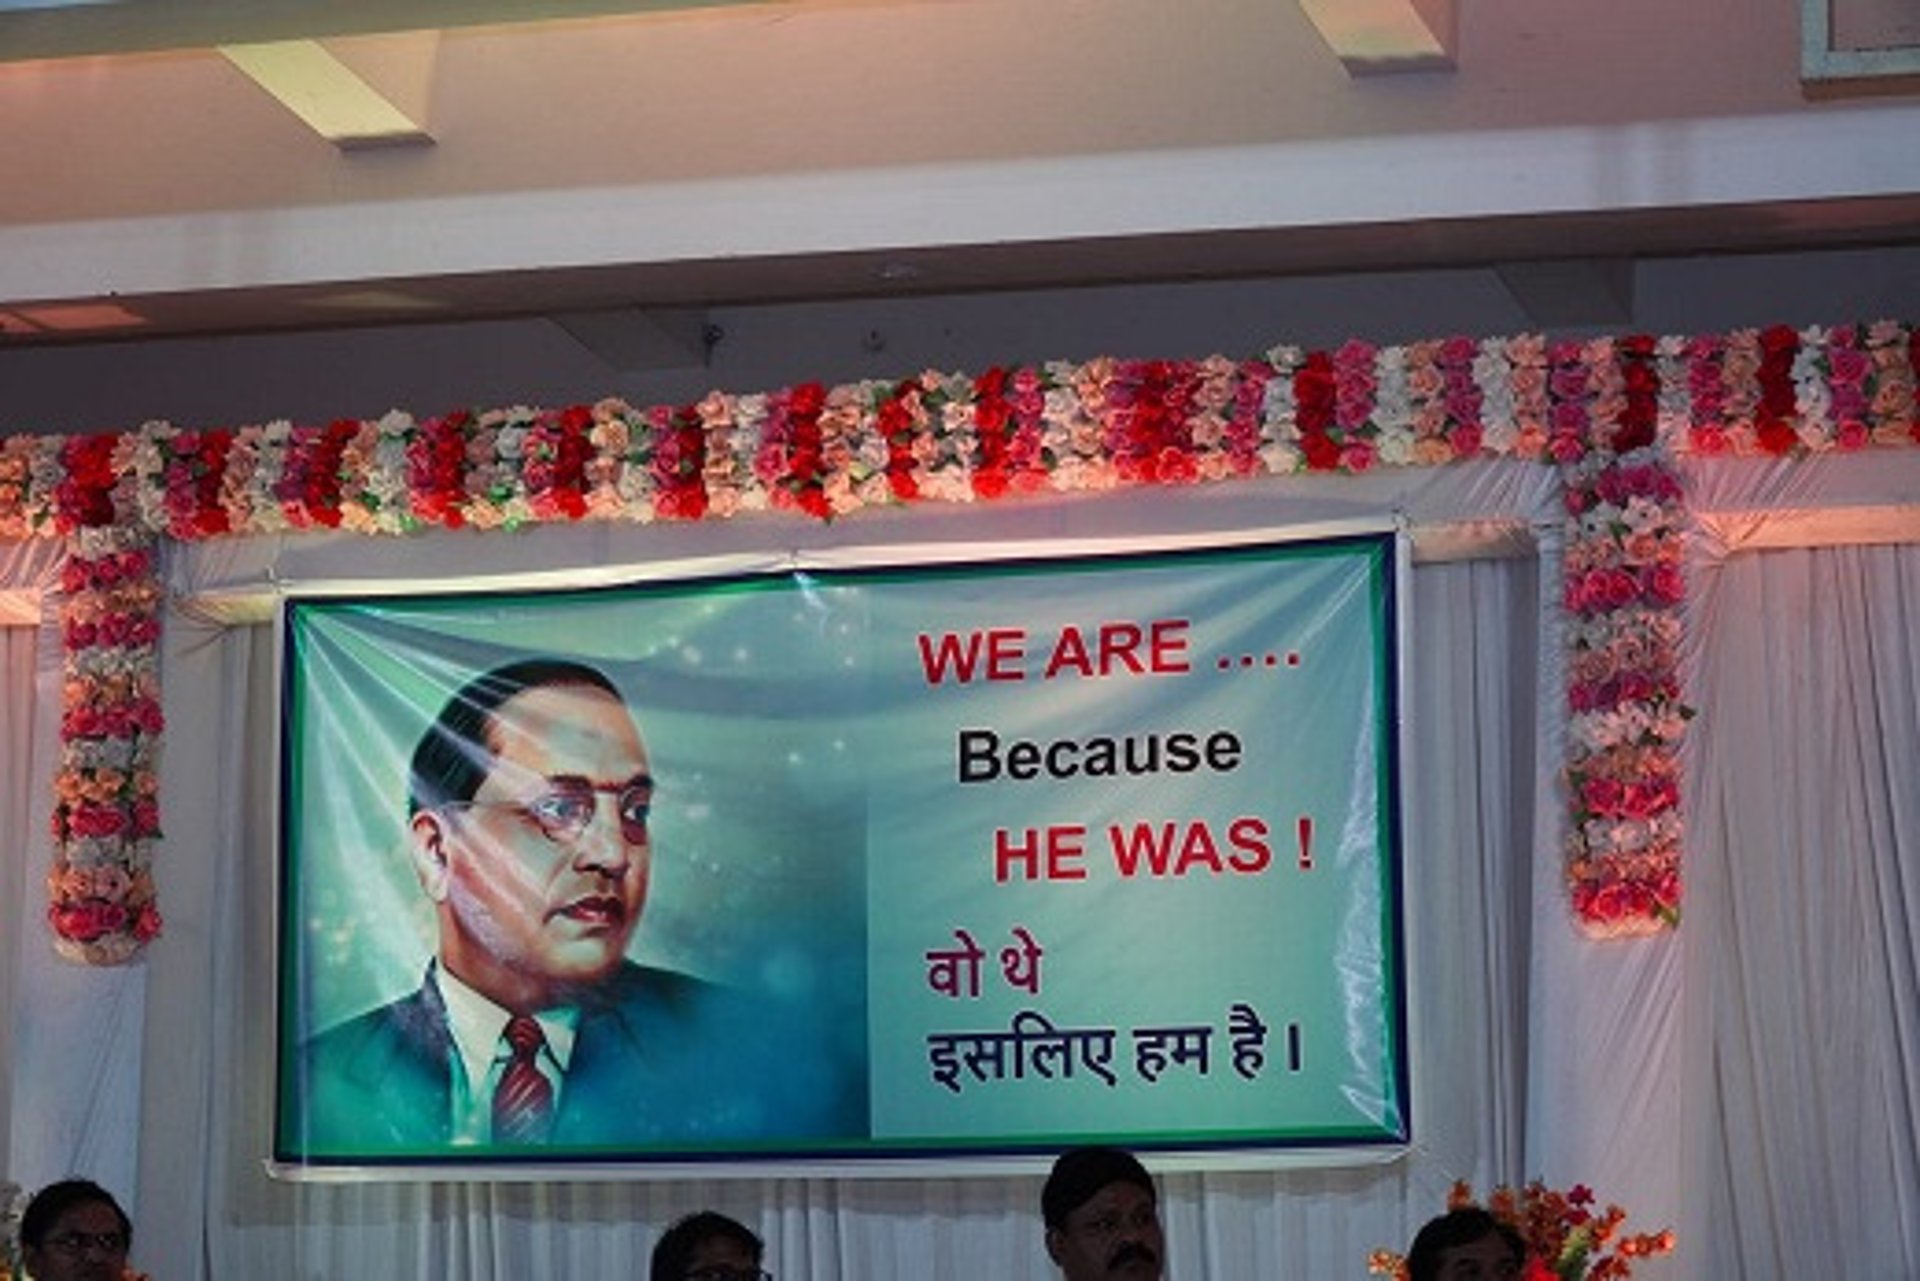 WE ARE ....
Because
HE WAS !
वो थे
इसलिए हम है ।